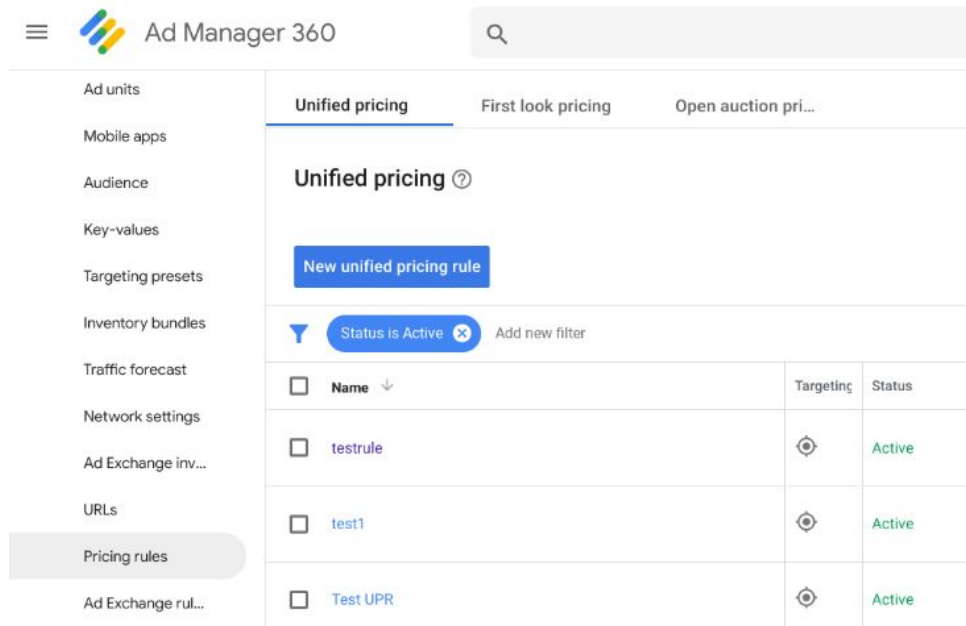 Ad Manager 360
Ad units
Mobile apps
Audience
Key-values
Targeting presets
Inventory bundles
Traffic forecast
Network settings
Ad Exchange inv...
URLs
Pricing rules
Ad Exchange rul...
Unified pricing First look pricing Open auction pri...
Unified pricing ?
New unified pricing rule
Status is Active Add new filter
Name Targeting Status
testrule Active
test1 Active
Test UPR Active